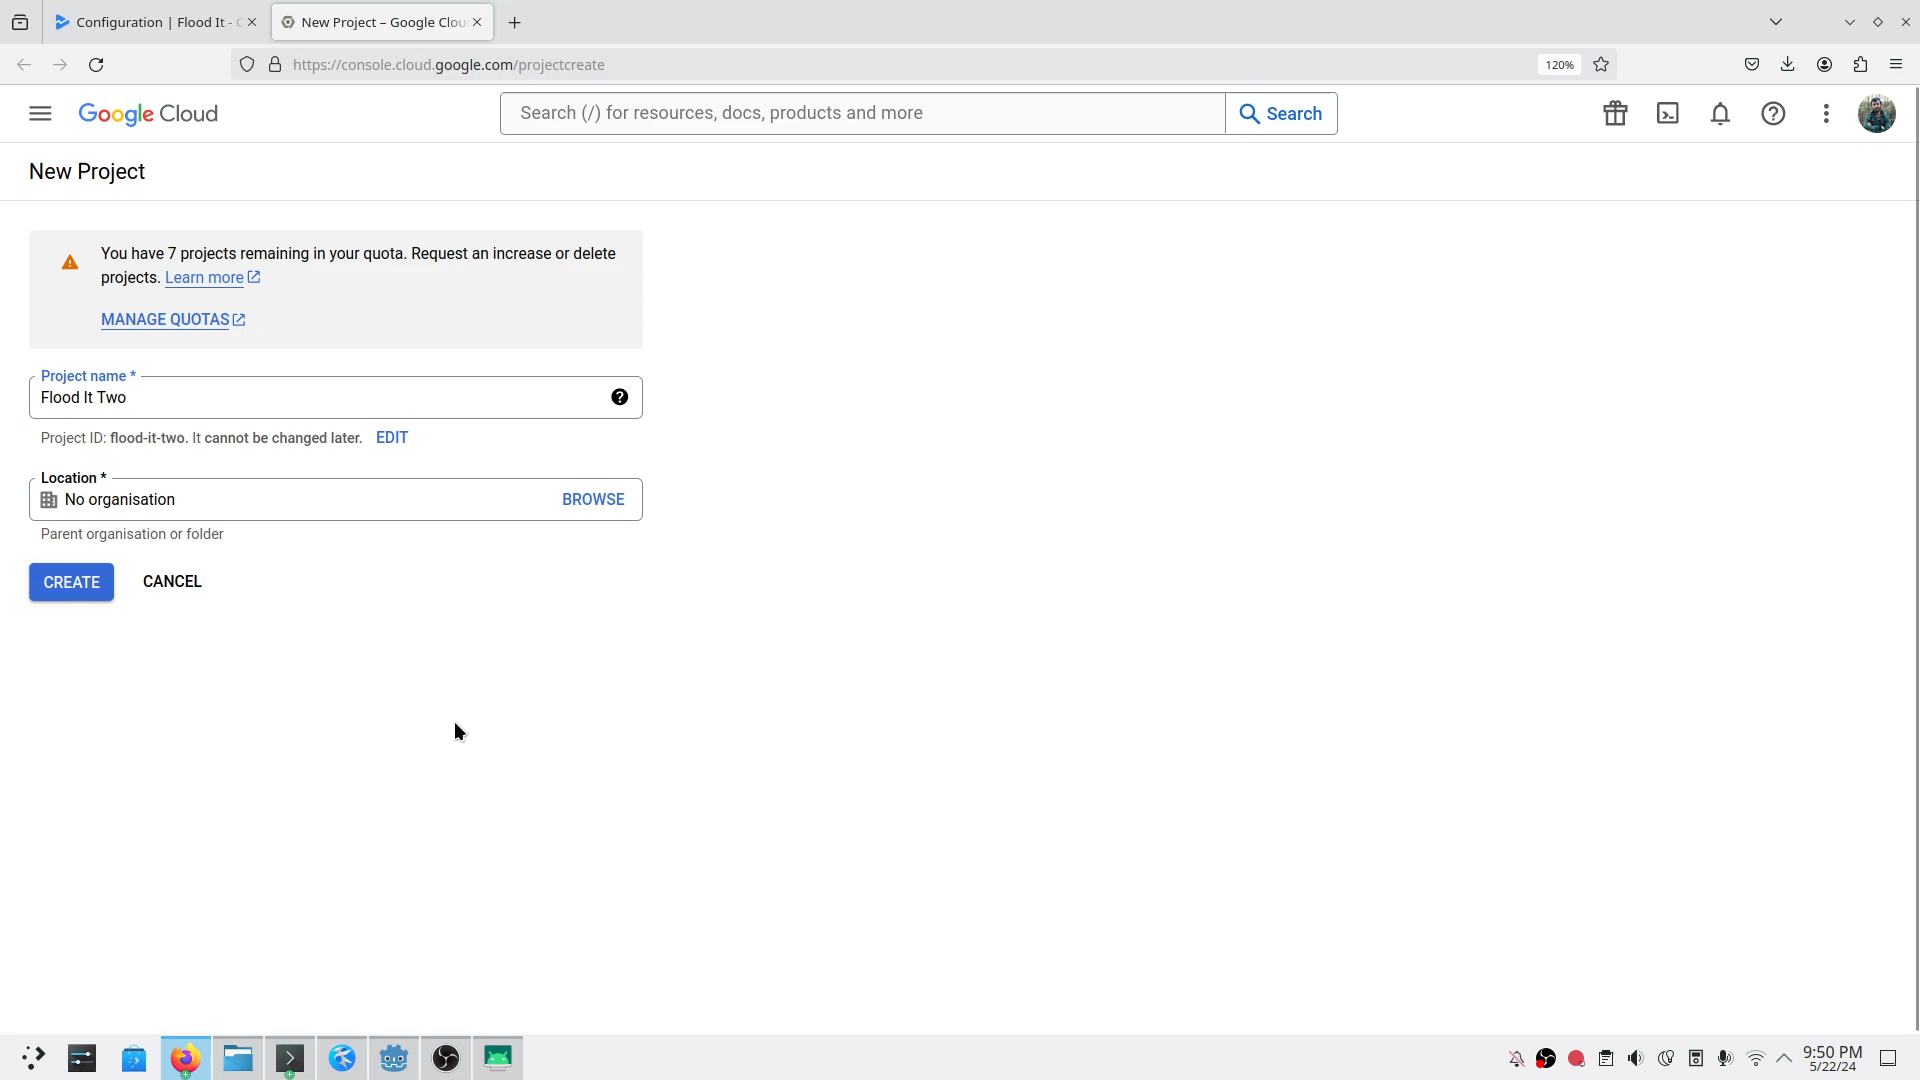 Configuration | Flood It -
New Project – Google Clou
https://console.cloud.google.com/projectcreate
120%
Google Cloud
Search (/) for resources, docs, products and more
Search
New Project
You have 7 projects remaining in your quota. Request an increase or delete
projects. Learn more
MANAGE QUOTAS
Project name *
Flood It Two
Project ID: flood-it-two. It cannot be changed later. EDIT
Location *
No organisation
BROWSE
Parent organisation or folder
CREATE
CANCEL
9:50 PM
5/22/24